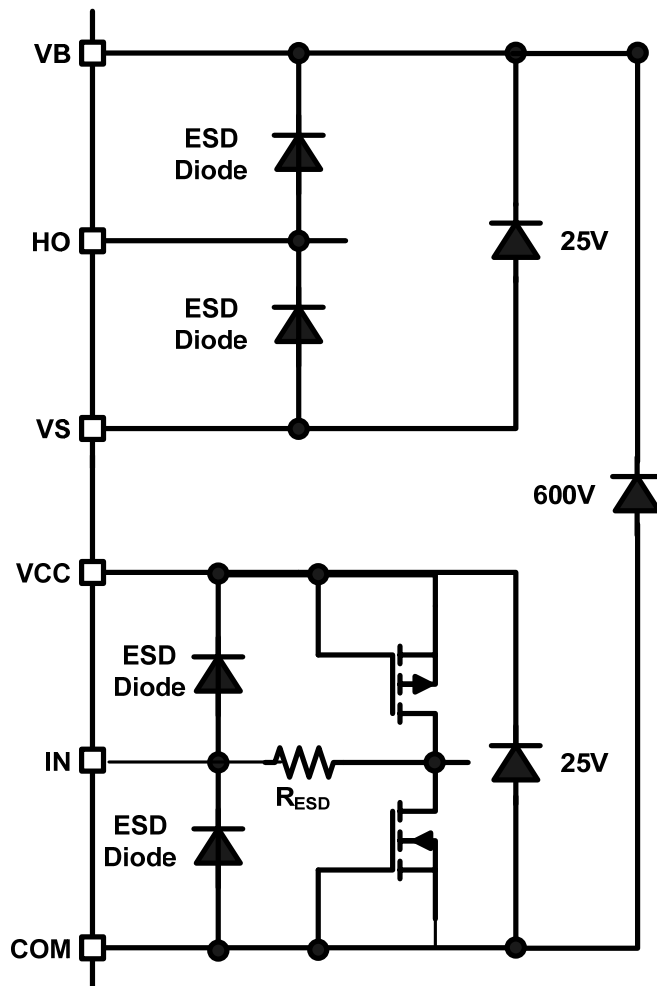 VB
ESD
Diode
HO
25V
ESD
Diode
VS
600V
VCC
ESD
Diode
IN
25V
RESD
ESD
Diode
COM